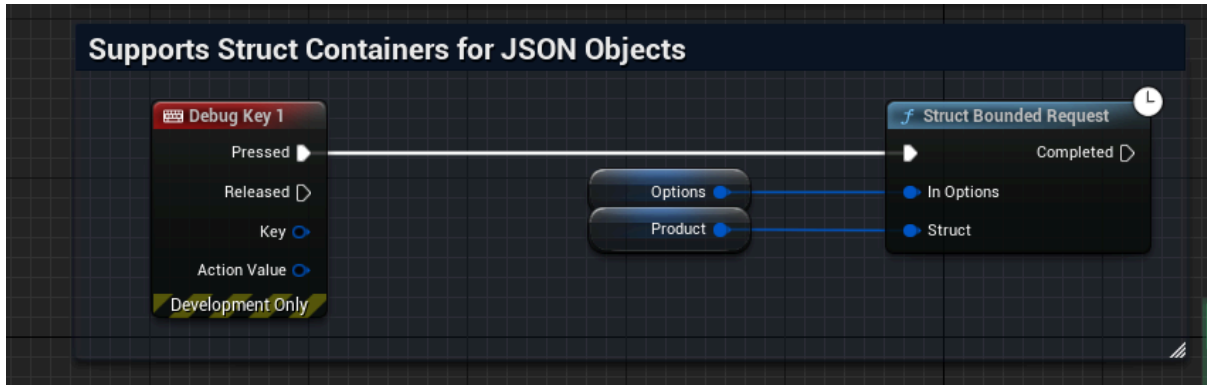 Supports Struct Containers for JSON Objects
Debug Key 1
Pressed
Released
Key
Action Value
Development Only
Options
Product
f Struct Bounded Request
Completed
In Options
Struct